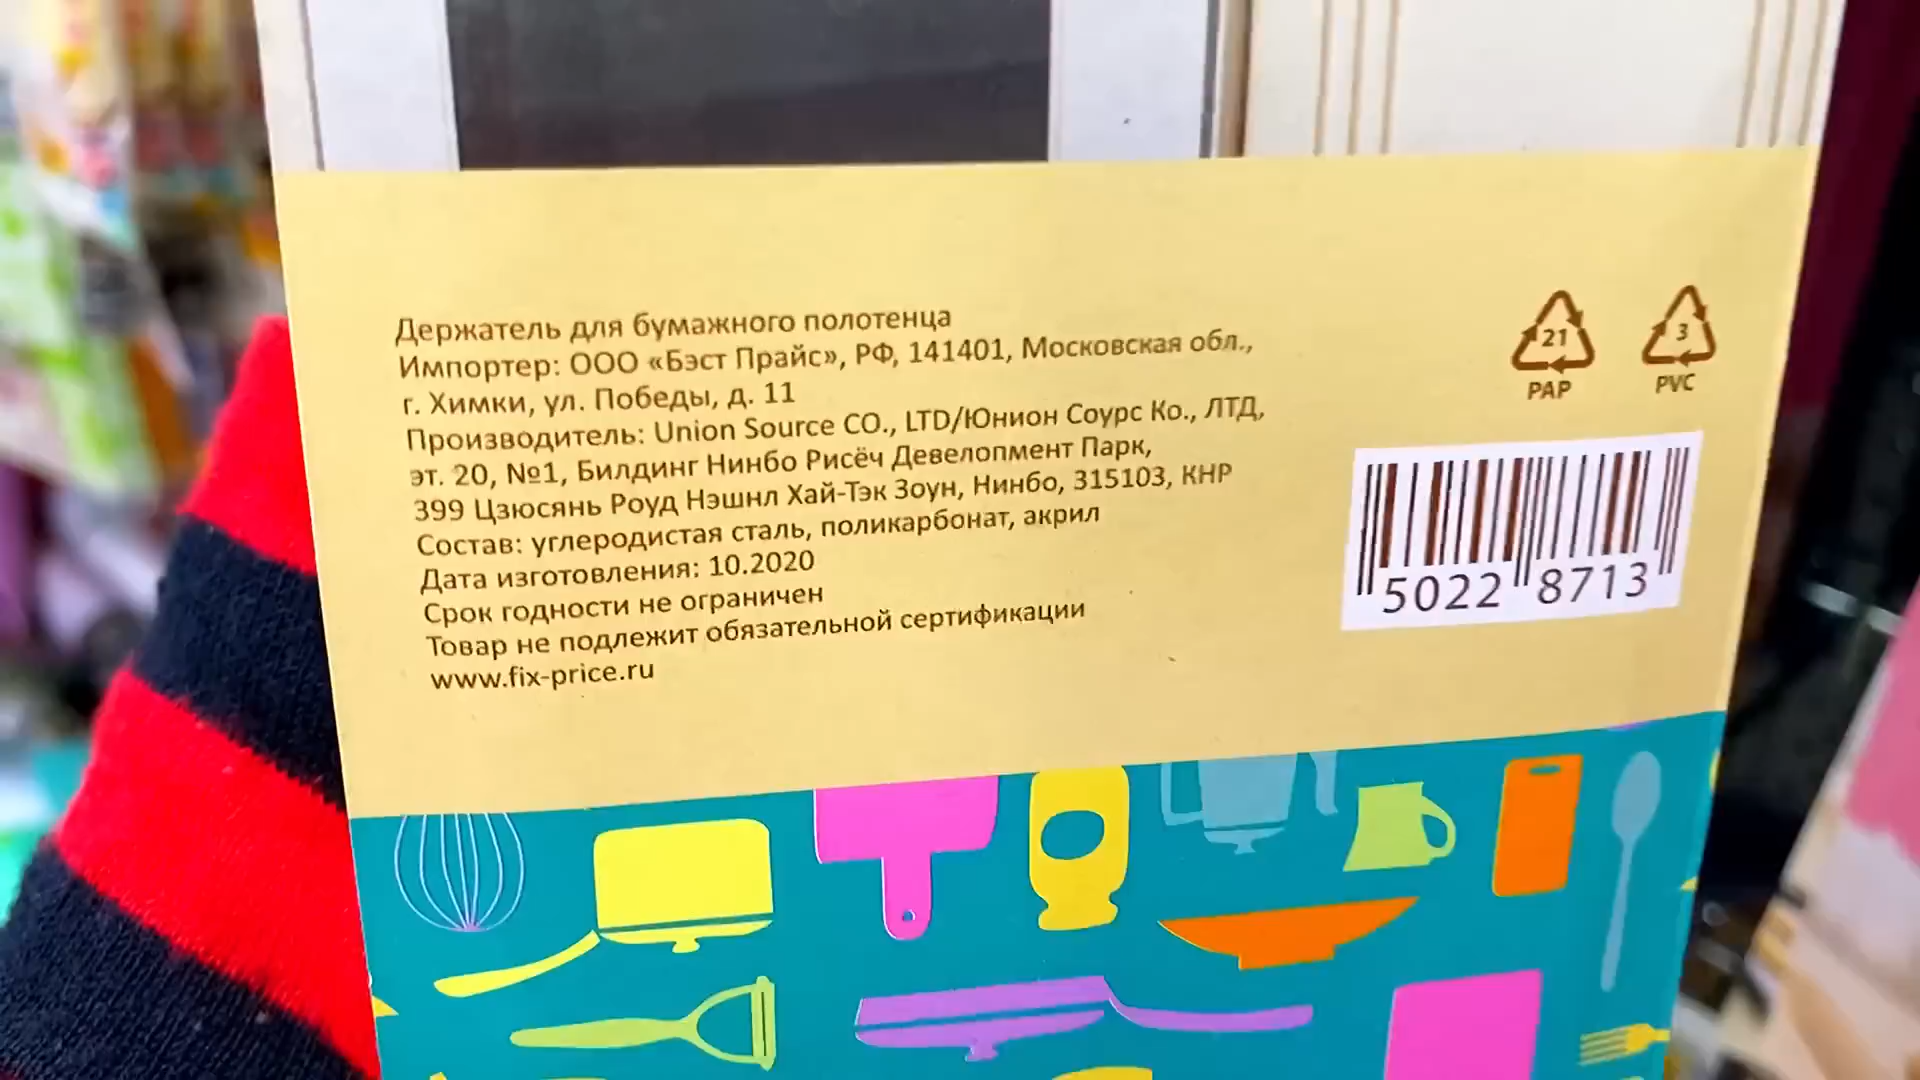 Держатель для бумажного полотенца
Импортер: ООО «Бэст Прайс», РФ, 141401, Московская обл.,
г. Химки, ул. Победы, д. 11
Производитель: Union Source CO., LTD/Юнион Соурс Ко., ЛТД,
эт. 20, №1, Билдинг Нинбо Рисёч Девелопмент Парк,
399 Цзюсянь Роуд Нэшнл Хай-Тэк Зоун, Нинбо, 315103, КНР
Состав: углеродистая сталь, поликарбонат, акрил
Дата изготовления: 10.2020
Срок годности не ограничен
Товар не подлежит обязательной сертификации
www.fix-price.ru
21
PAP
3
PVC
5022 8713